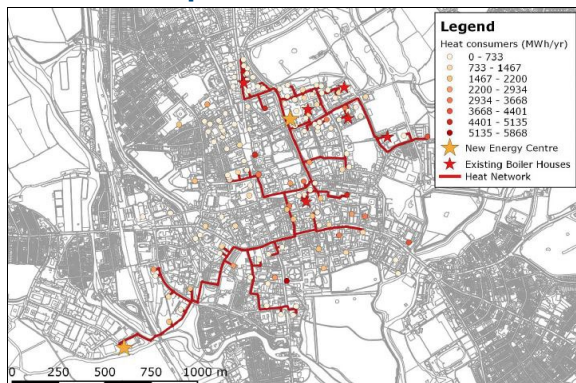 Legend
Heat consumers (MWh/yr)
0 - 733
733 - 1467
1467 - 2200
2200 - 2934
2934 - 3668
3668 - 4401
4401 - 5135
5135 - 5868
New Energy Centre
Existing Boiler Houses
Heat Network
0 250 500 750 1000 m